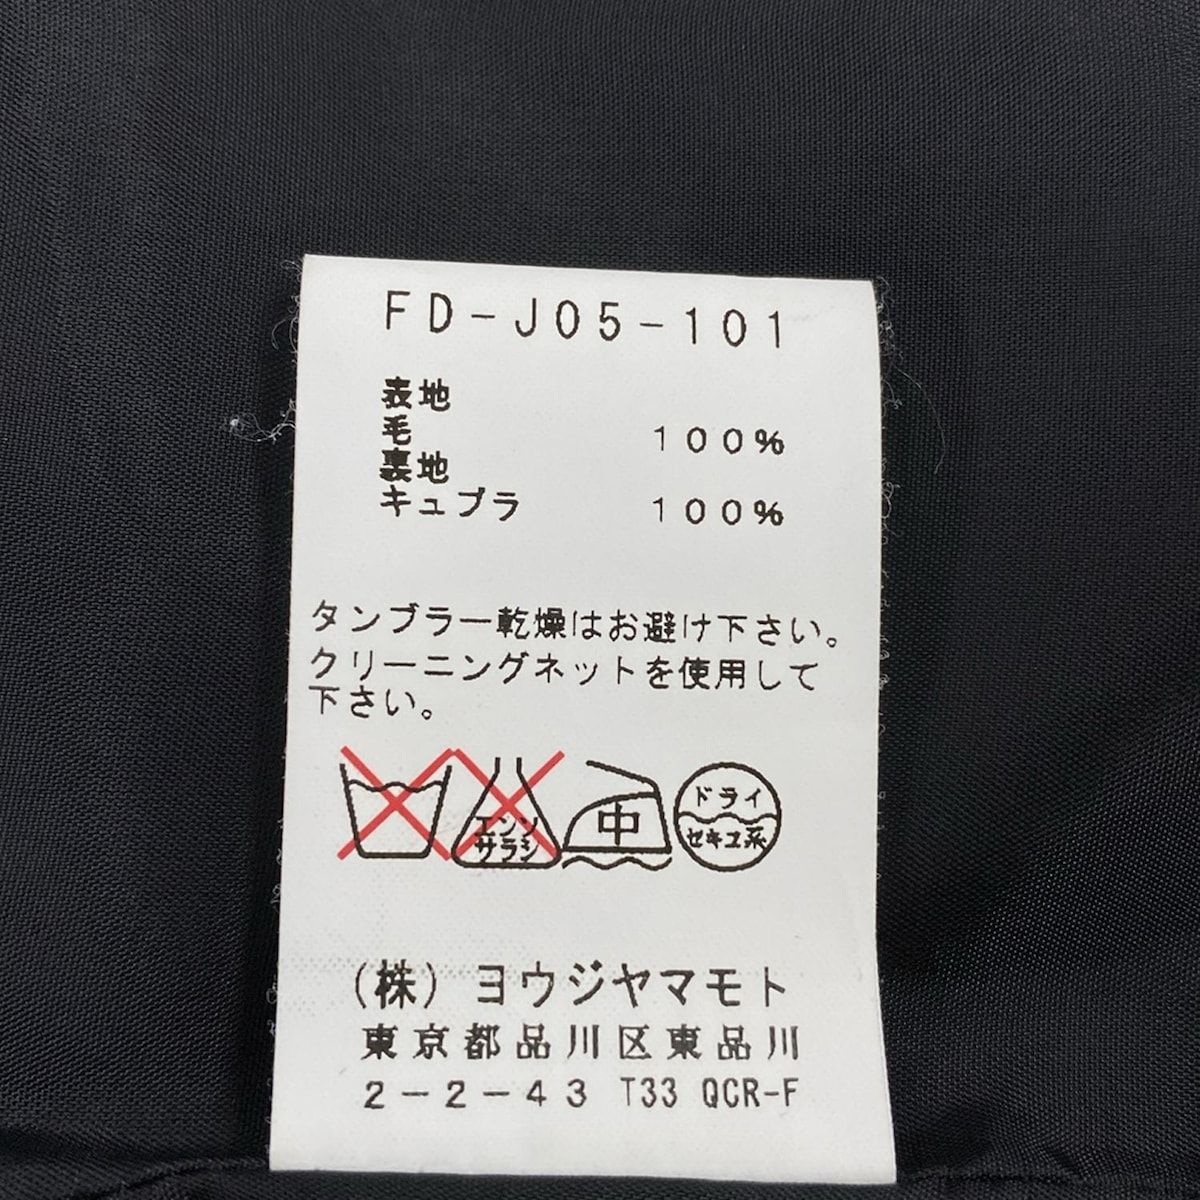 FD-J05-101
表地
毛 100%
裏地
キュプラ 100%
タンブラー乾燥はお避け下さい。
クリーニングネットを使用して
下さい。
エンソ
サラシ
中
ドライ
セキユ系
(株)ヨウジヤマモト
東京都品川区東品川
2-2-43 T33 QCR-F